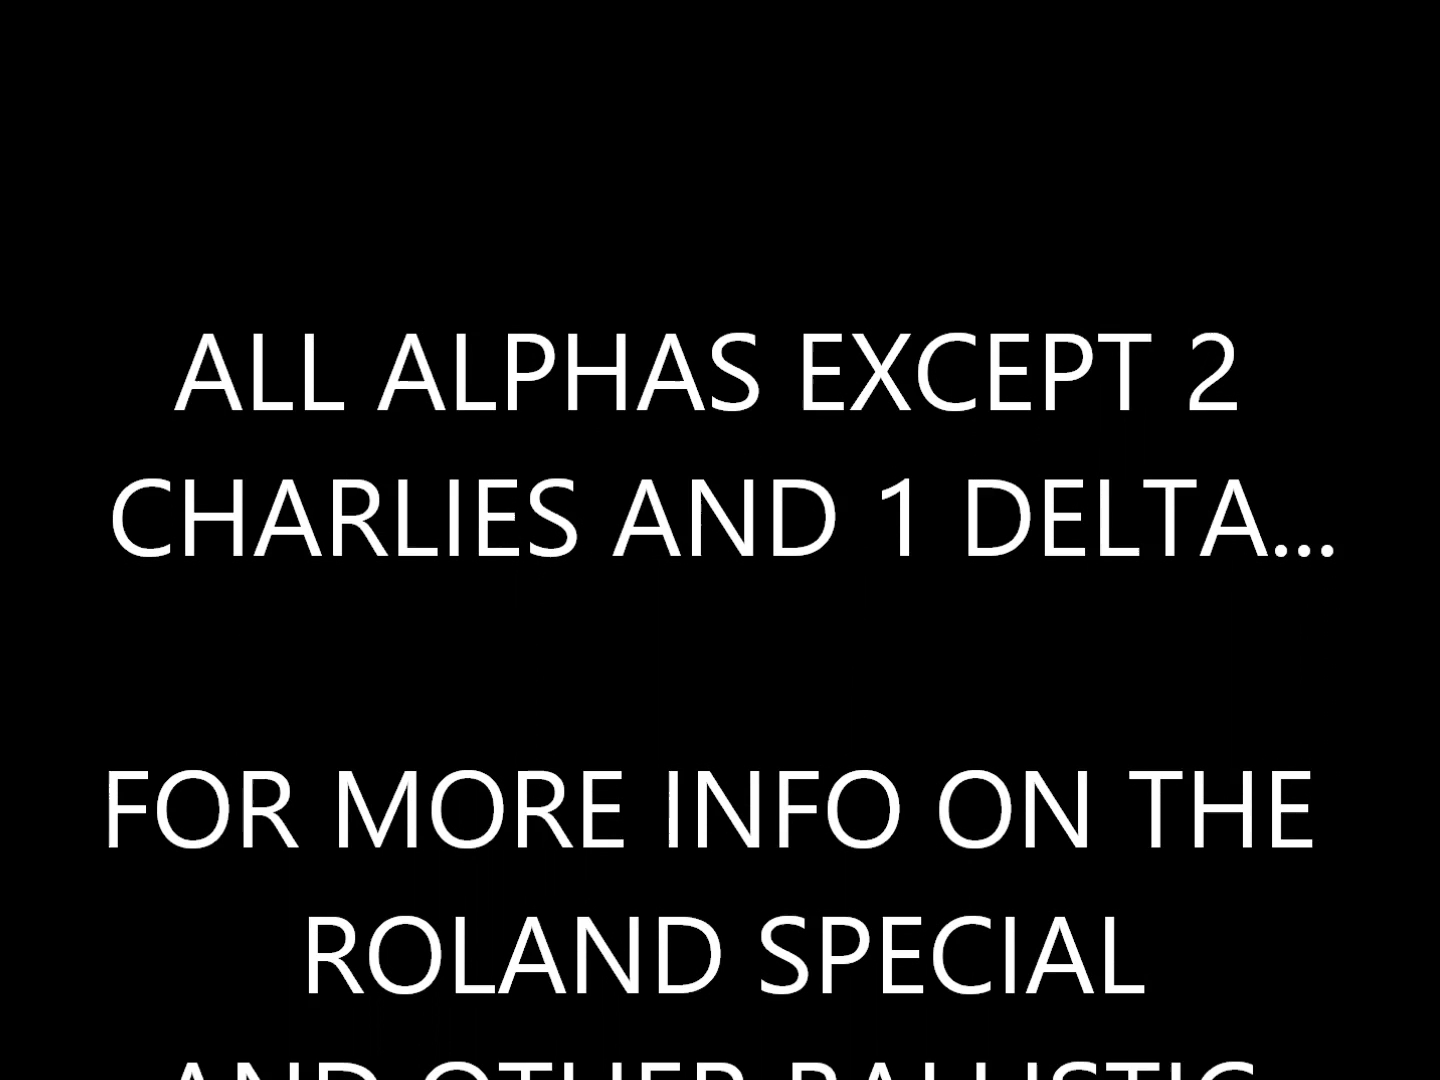 ALL ALPHAS EXCEPT 2
CHARLIES AND 1 DELTA...
FOR MORE INFO ON THE
ROLAND SPECIAL
AND OTHER BALLISTIC